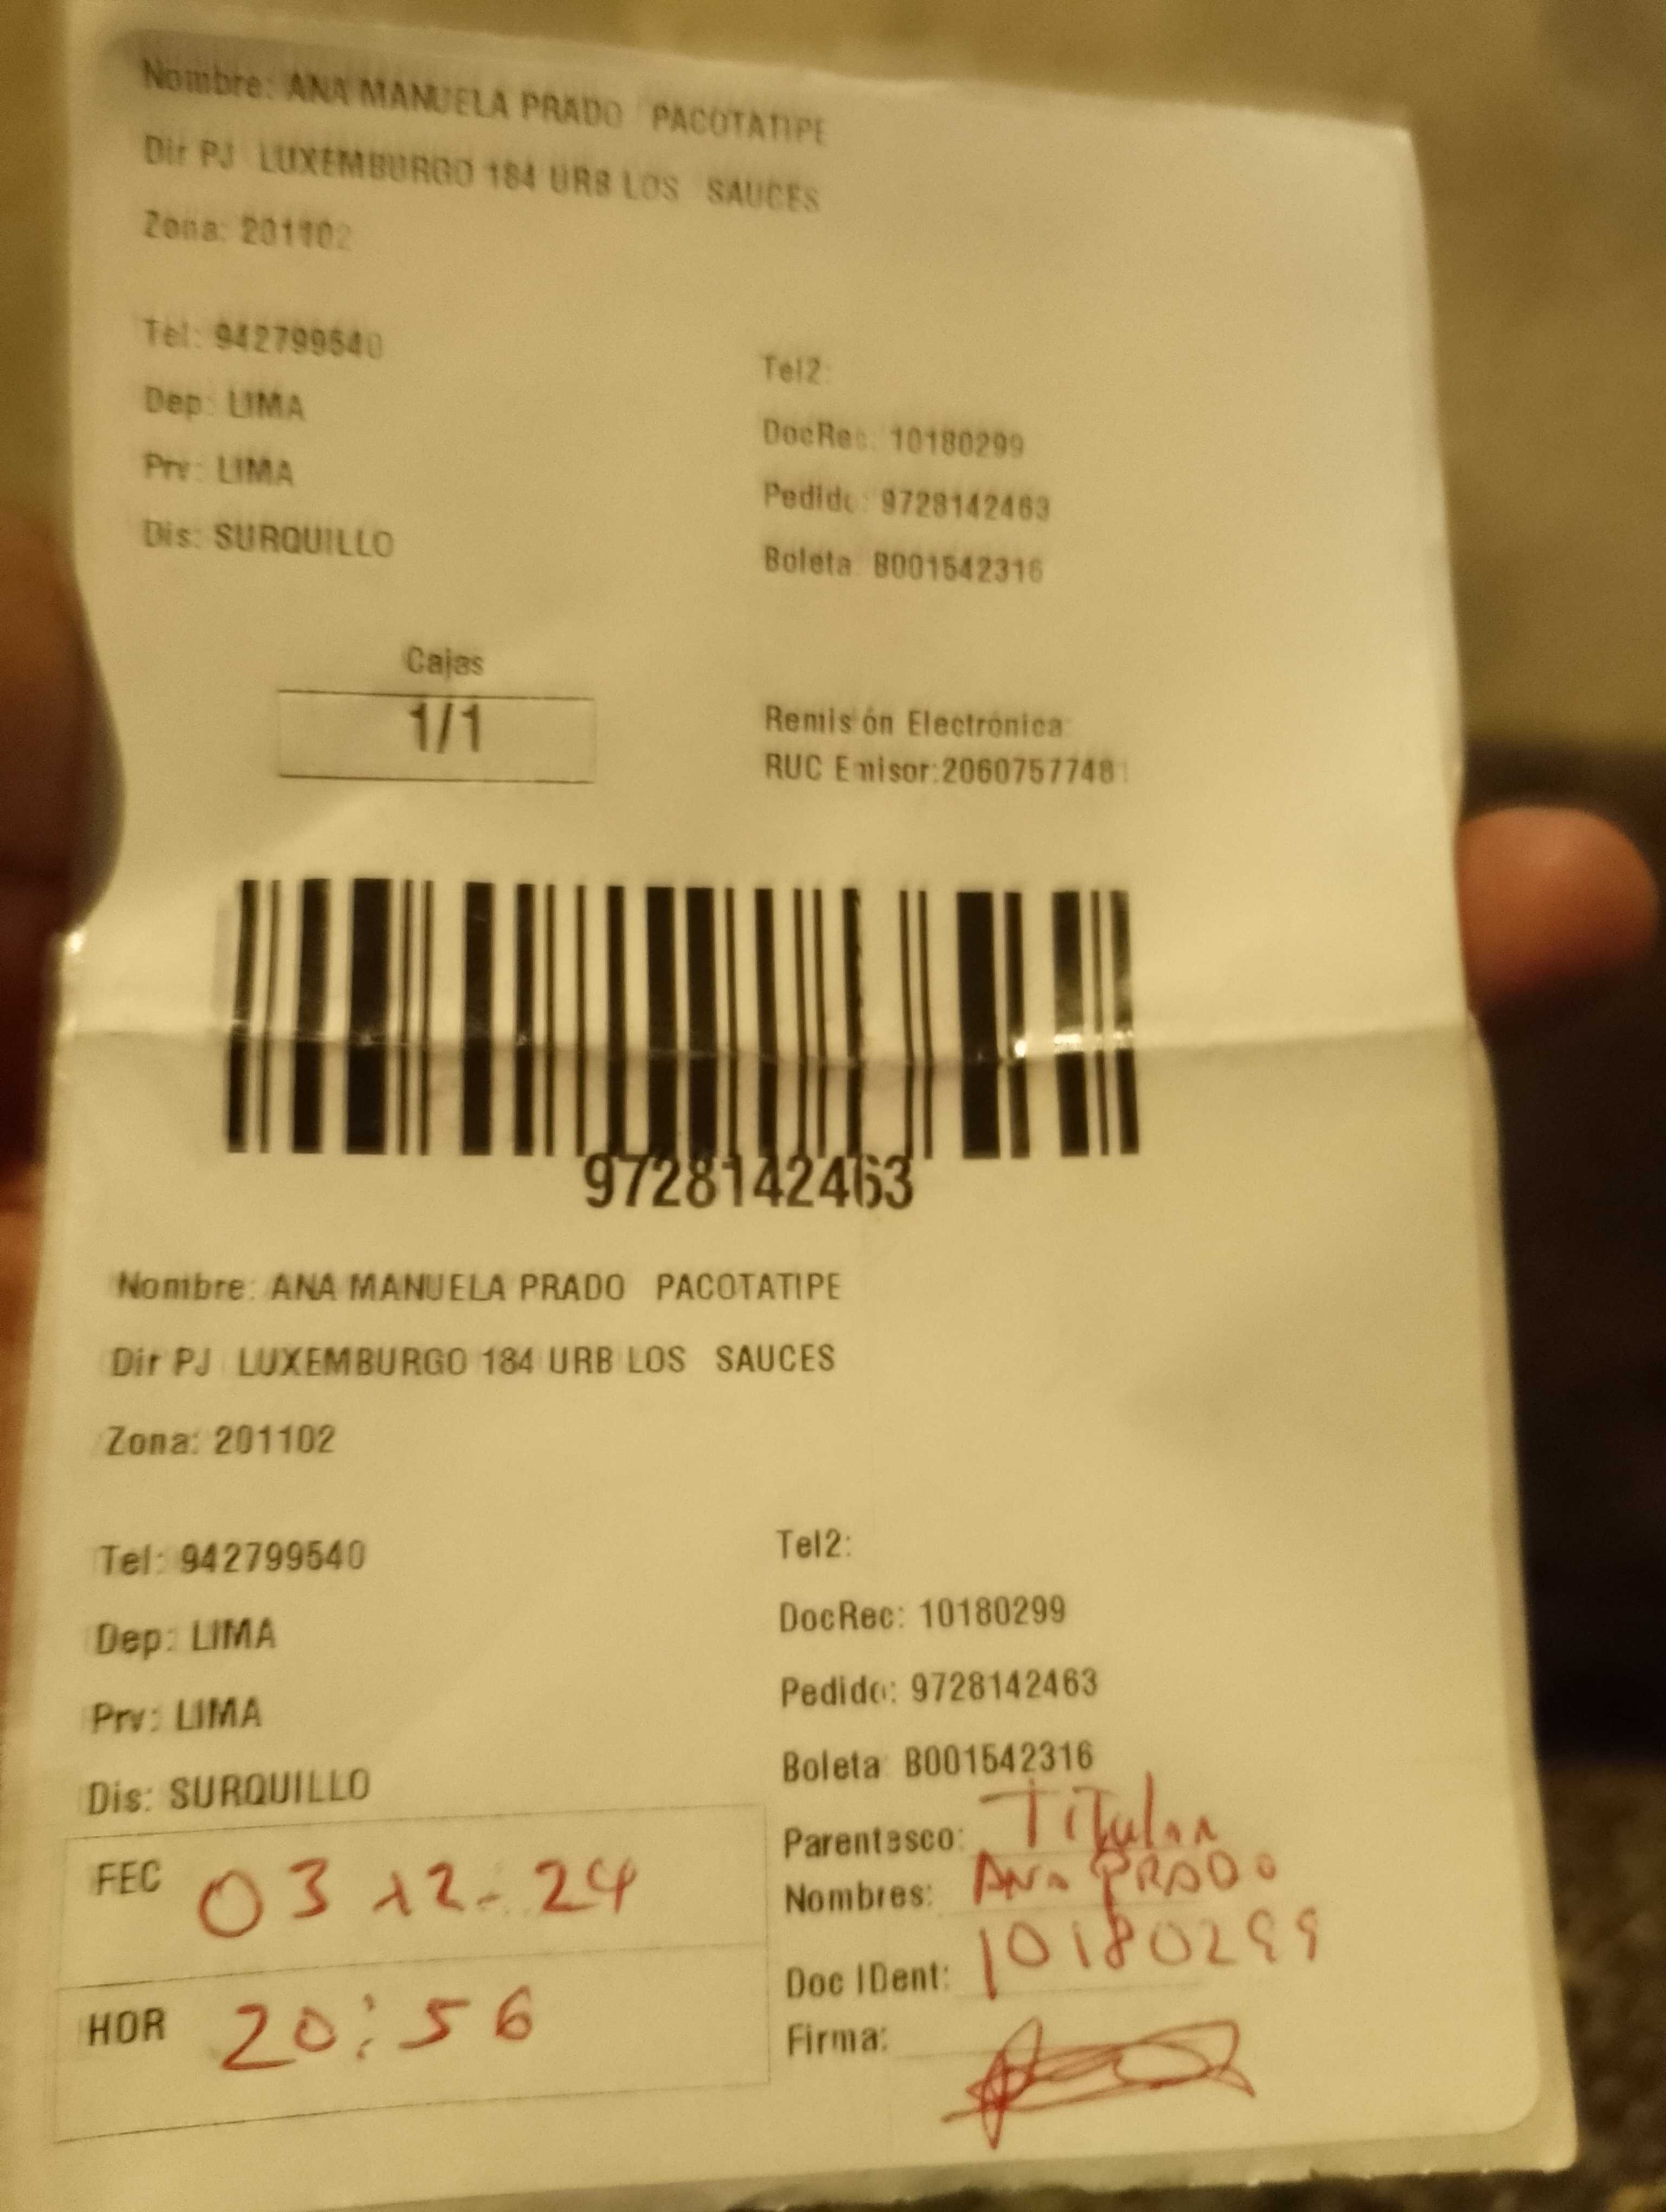 Nombre: ANA MANUELA PRADO PACOTATIPE
Dir PJ LUXEMBURGO 184 URB LOS SAUCES
Zona: 201102
Tel: 942799540
Tel2:
Dep: LIMA
DocRec: 10180299
Prv: LIMA
Pedido: 9728142463
Dis: SURQUILLO
Boleta: B001542316
Cajas
1/1
Remisión Electrónica:
RUC Emisor:20607577481
9728142463
Nombre: ANA MANUELA PRADO PACOTATIPE
Dir PJ LUXEMBURGO 184 URB LOS SAUCES
Zona: 201102
Tel: 942799540
Tel2:
Dep: LIMA
DocRec: 10180299
Prv: LIMA
Pedido: 9728142463
Dis: SURQUILLO
Boleta: B001542316
Parentesco: Titular
FEC 03 12-24
Nombres: ANA PRADO
Doc IDent: 10180299
HOR 20:56
Firma: